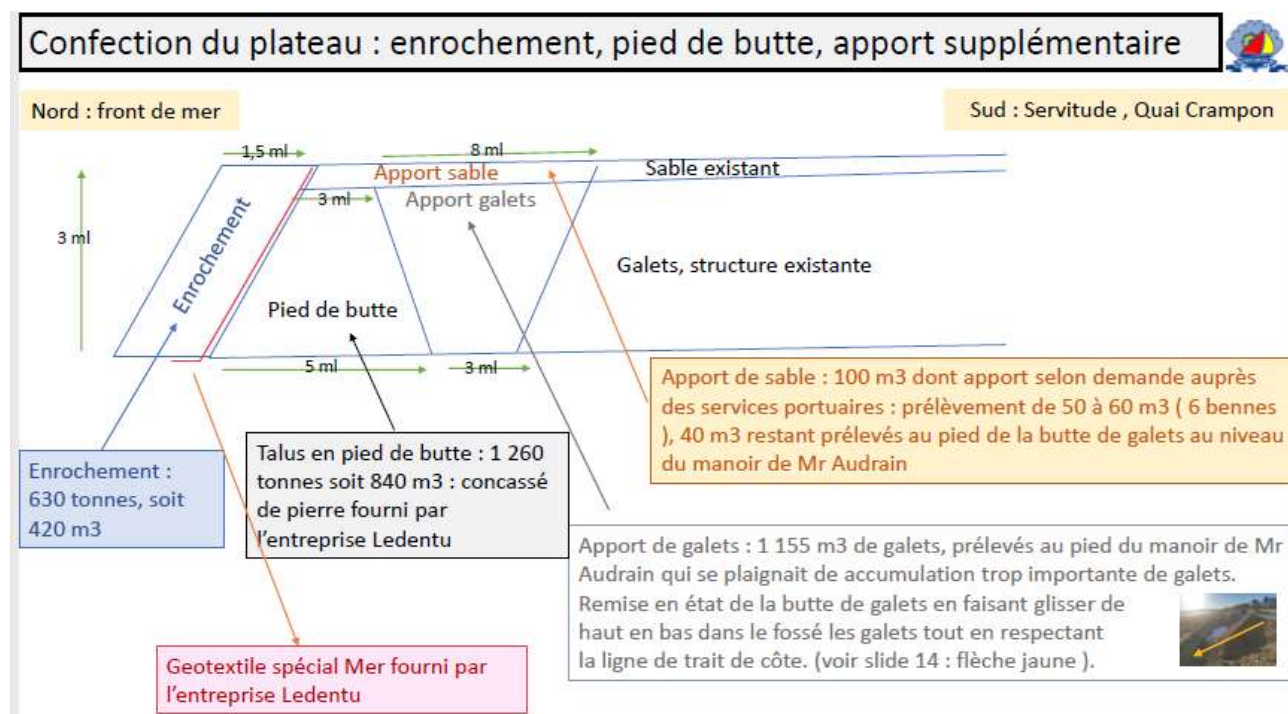 Confection du plateau : enrochement, pied de butte, apport supplémentaire
Nord : front de mer
Sud : Servitude , Quai Crampon
1,5 ml
8 ml
Apport sable
Sable existant
3 ml
Apport galets
3 ml
Enrochement
Galets, structure existante
Pied de butte
5 ml
3 ml
Apport de sable : 100 m3 dont apport selon demande auprès
des services portuaires : prélèvement de 50 à 60 m3 ( 6 bennes
), 40 m3 restant prélevés au pied de la butte de galets au niveau
du manoir de Mr Audrain
Enrochement :
630 tonnes, soit
420 m3
Talus en pied de butte : 1 260
tonnes soit 840 m3 : concassé
de pierre fourni par
l'entreprise Ledentu
Apport de galets : 1 155 m3 de galets, prélevés au pied du manoir de Mr
Audrain qui se plaignait de accumulation trop importante de galets.
Remise en état de la butte de galets en faisant glisser de
haut en bas dans le fossé les galets tout en respectant
la ligne de trait de côte. (voir slide 14 : flèche jaune ).
Geotextile spécial Mer fourni par
l'entreprise Ledentu